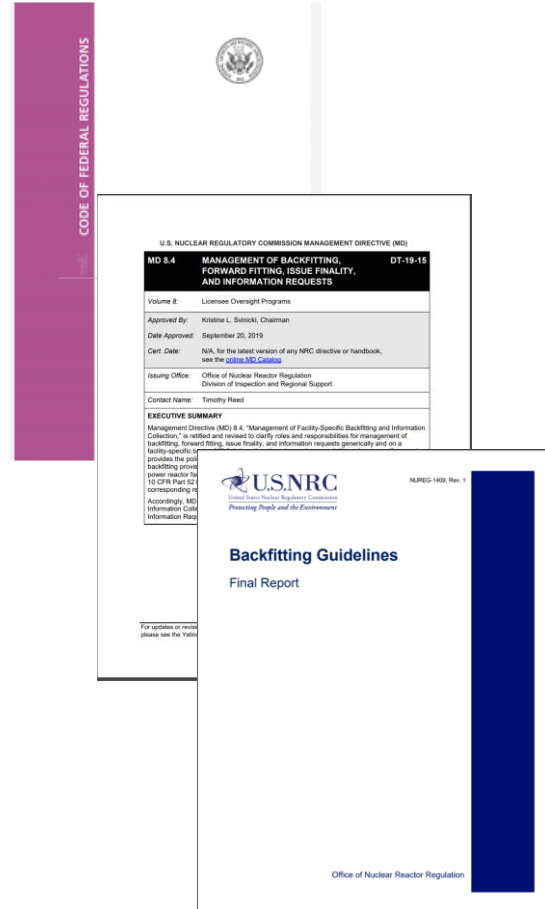 CODE OF FEDERAL REGULATIONS
U.S. NUCLEAR REGULATORY COMMISSION MANAGEMENT DIRECTIVE (MD)
MD 8.4 MANAGEMENT OF BACKFITTING, DT-19-15
FORWARD FITTING, ISSUE FINALITY,
AND INFORMATION REQUESTS
Volume 8: Licensee Oversight Programs
Approved By: Kristine L. Svinicki, Chairman
Date Approved: September 20, 2019
Cert. Date: N/A, for the latest version of any NRC directive or handbook,
see the online MD Catalog.
Issuing Office: Office of Nuclear Reactor Regulation
Division of Inspection and Regional Support
Contact Name: Timothy Reed
EXECUTIVE SUMMARY
Management Directive (MD) 8.4, “Management of Facility-Specific Backfitting and Information
Collection,” is retitled and revised to clarify roles and responsibilities for management of
backfitting, forward fitting, issue finality, and information requests generically and on a
facility-specific
provides the
backfitting
power reactor
10 CFR Part 52
corresponding
Accordingly, MD
Information
Information
For updates or
please see the
U.S.NRC
United States Nuclear Regulatory Commission
Protecting People and the Environment
NUREG-1409, Rev. 1
Backfitting Guidelines
Final Report
Office of Nuclear Reactor Regulation